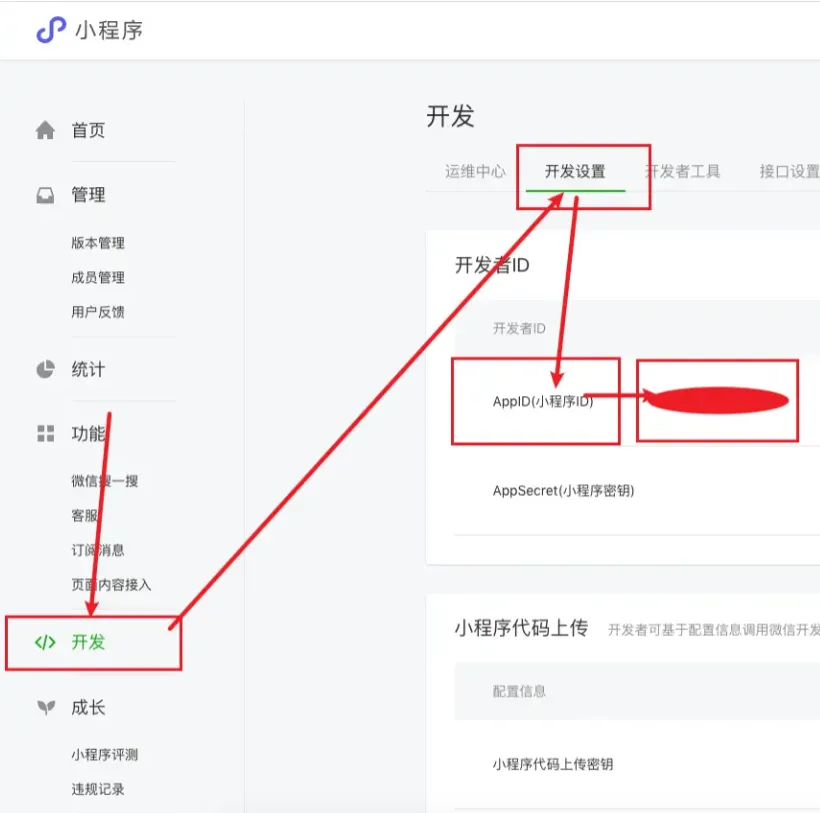 小程序
首页
管理
版本管理
成员管理
用户反馈
统计
功能
微信搜一搜
客服
订阅消息
页面内容接入
开发
成长
小程序评测
违规记录
开发
运维中心 开发设置 开发者工具 接口设置
开发者ID
开发者ID
AppID(小程序ID)
AppSecret(小程序密钥)
小程序代码上传 开发者可基于配置信息调用微信开发
配置信息
小程序代码上传密钥